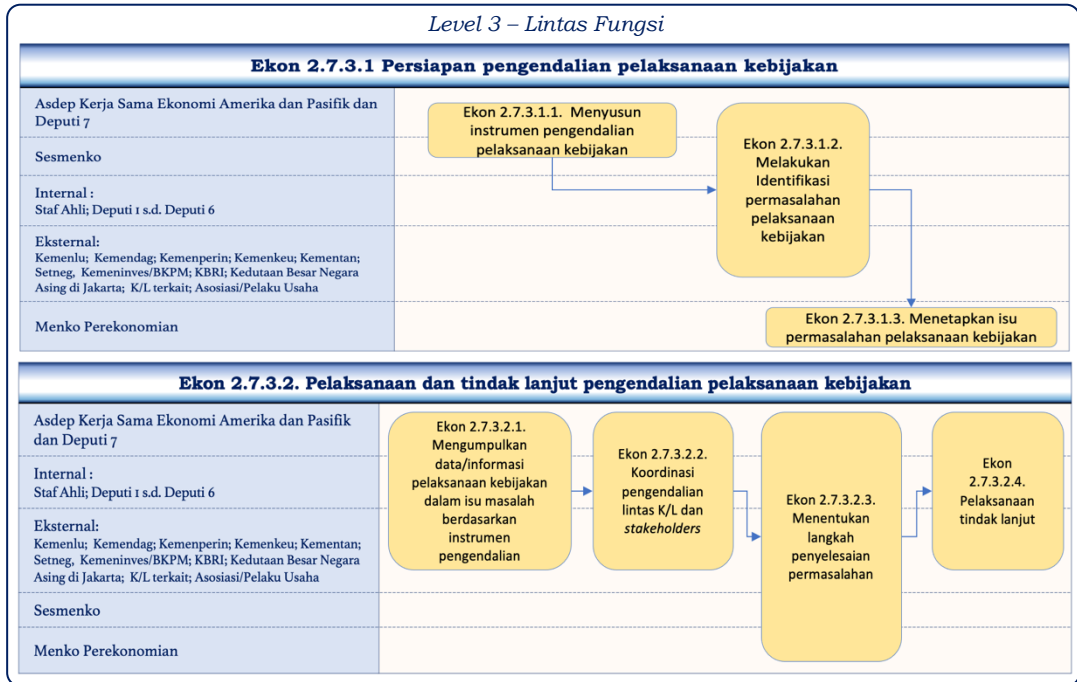 Level 3 – Lintas Fungsi
Ekon 2.7.3.1 Persiapan pengendalian pelaksanaan kebijakan
Asdep Kerja Sama Ekonomi Amerika dan Pasifik dan
Deputi 7
Sesmenko
Internal :
Staf Ahli; Deputi 1 s.d. Deputi 6
Eksternal:
Kemenlu; Kemendag; Kemenperin; Kemenkeu; Kementan;
Setneg, Kemeninves/BKPM; KBRI; Kedutaan Besar Negara
Asing di Jakarta; K/L terkait; Asosiasi/Pelaku Usaha
Menko Perekonomian
Ekon 2.7.3.1.1. Menyusun
instrumen pengendalian
pelaksanaan kebijakan
Ekon 2.7.3.1.2.
Melakukan
Identifikasi
permasalahan
pelaksanaan
kebijakan
Ekon 2.7.3.1.3. Menetapkan isu
permasalahan pelaksanaan kebijakan
Ekon 2.7.3.2. Pelaksanaan dan tindak lanjut pengendalian pelaksanaan kebijakan
Asdep Kerja Sama Ekonomi Amerika dan Pasifik
dan Deputi 7
Internal :
Staf Ahli; Deputi 1 s.d. Deputi 6
Eksternal:
Kemenlu; Kemendag; Kemenperin; Kemenkeu; Kementan;
Setneg, Kemeninves/BKPM; KBRI; Kedutaan Besar Negara
Asing di Jakarta; K/L terkait; Asosiasi/Pelaku Usaha
Sesmenko
Menko Perekonomian
Ekon 2.7.3.2.1.
Mengumpulkan
data/informasi
pelaksanaan kebijakan
dalam isu masalah
berdasarkan
instrumen
pengendalian
Ekon 2.7.3.2.2.
Koordinasi
pengendalian
lintas K/L dan
stakeholders
Ekon 2.7.3.2.3.
Menentukan
langkah
penyelesaian
permasalahan
Ekon
2.7.3.2.4.
Pelaksanaan
tindak lanjut